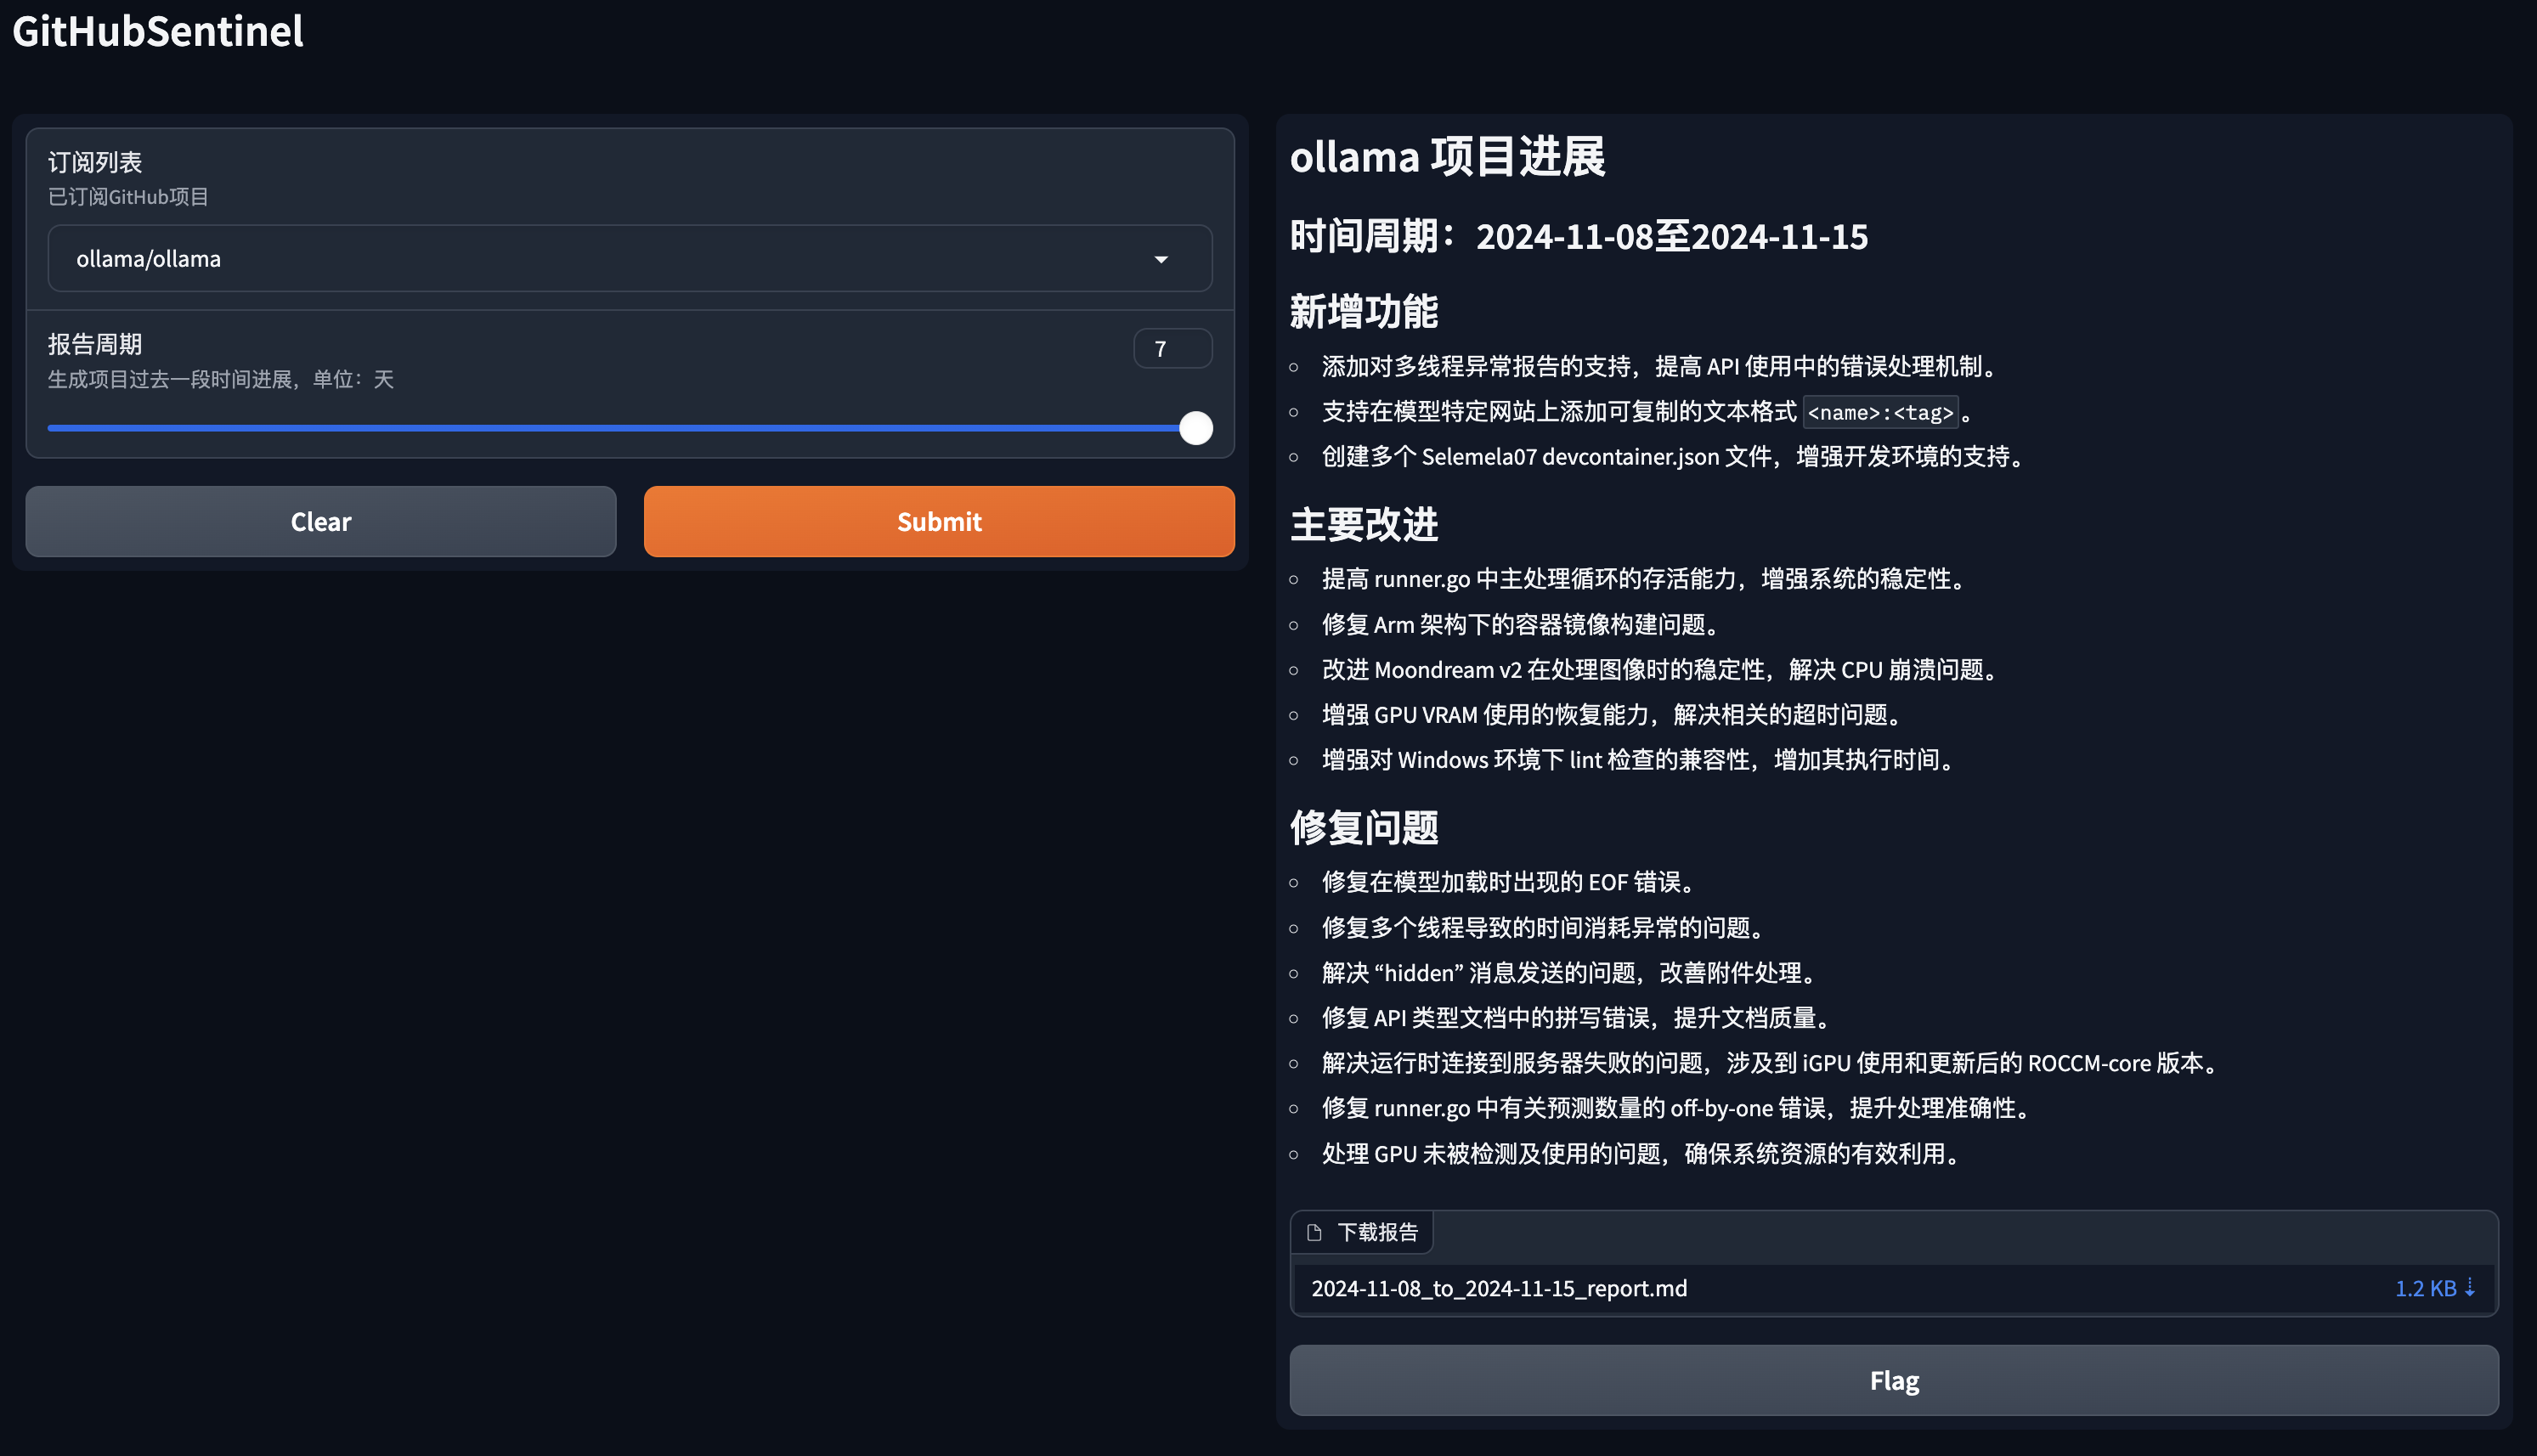 GitHubSentinel
订阅列表
已订阅GitHub项目
ollama/ollama
报告周期
7
生成项目过去一段时间进展，单位：天
Clear
Submit
ollama 项目进展
时间周期：2024-11-08至2024-11-15
新增功能
添加对多线程异常报告的支持，提高 API 使用中的错误处理机制。
支持在模型特定网站上添加可复制的文本格式 <name>:<tag>。
创建多个 Selemela07 devcontainer.json 文件，增强开发环境的支持。
主要改进
提高 runner.go 中主处理循环的存活能力，增强系统的稳定性。
修复 Arm 架构下的容器镜像构建问题。
改进 Moondream v2 在处理图像时的稳定性，解决 CPU 崩溃问题。
增强 GPU VRAM 使用的恢复能力，解决相关的超时问题。
增强对 Windows 环境下 lint 检查的兼容性，增加其执行时间。
修复问题
修复在模型加载时出现的 EOF 错误。
修复多个线程导致的时间消耗异常的问题。
解决 “hidden” 消息发送的问题，改善附件处理。
修复 API 类型文档中的拼写错误，提升文档质量。
解决运行时连接到服务器失败的问题，涉及到 iGPU 使用和更新后的 ROCCM-core 版本。
修复 runner.go 中有关预测数量的 off-by-one 错误，提升处理准确性。
处理 GPU 未被检测及使用的问题，确保系统资源的有效利用。
下载报告
2024-11-08_to_2024-11-15_report.md
1.2 KB ⇣
Flag